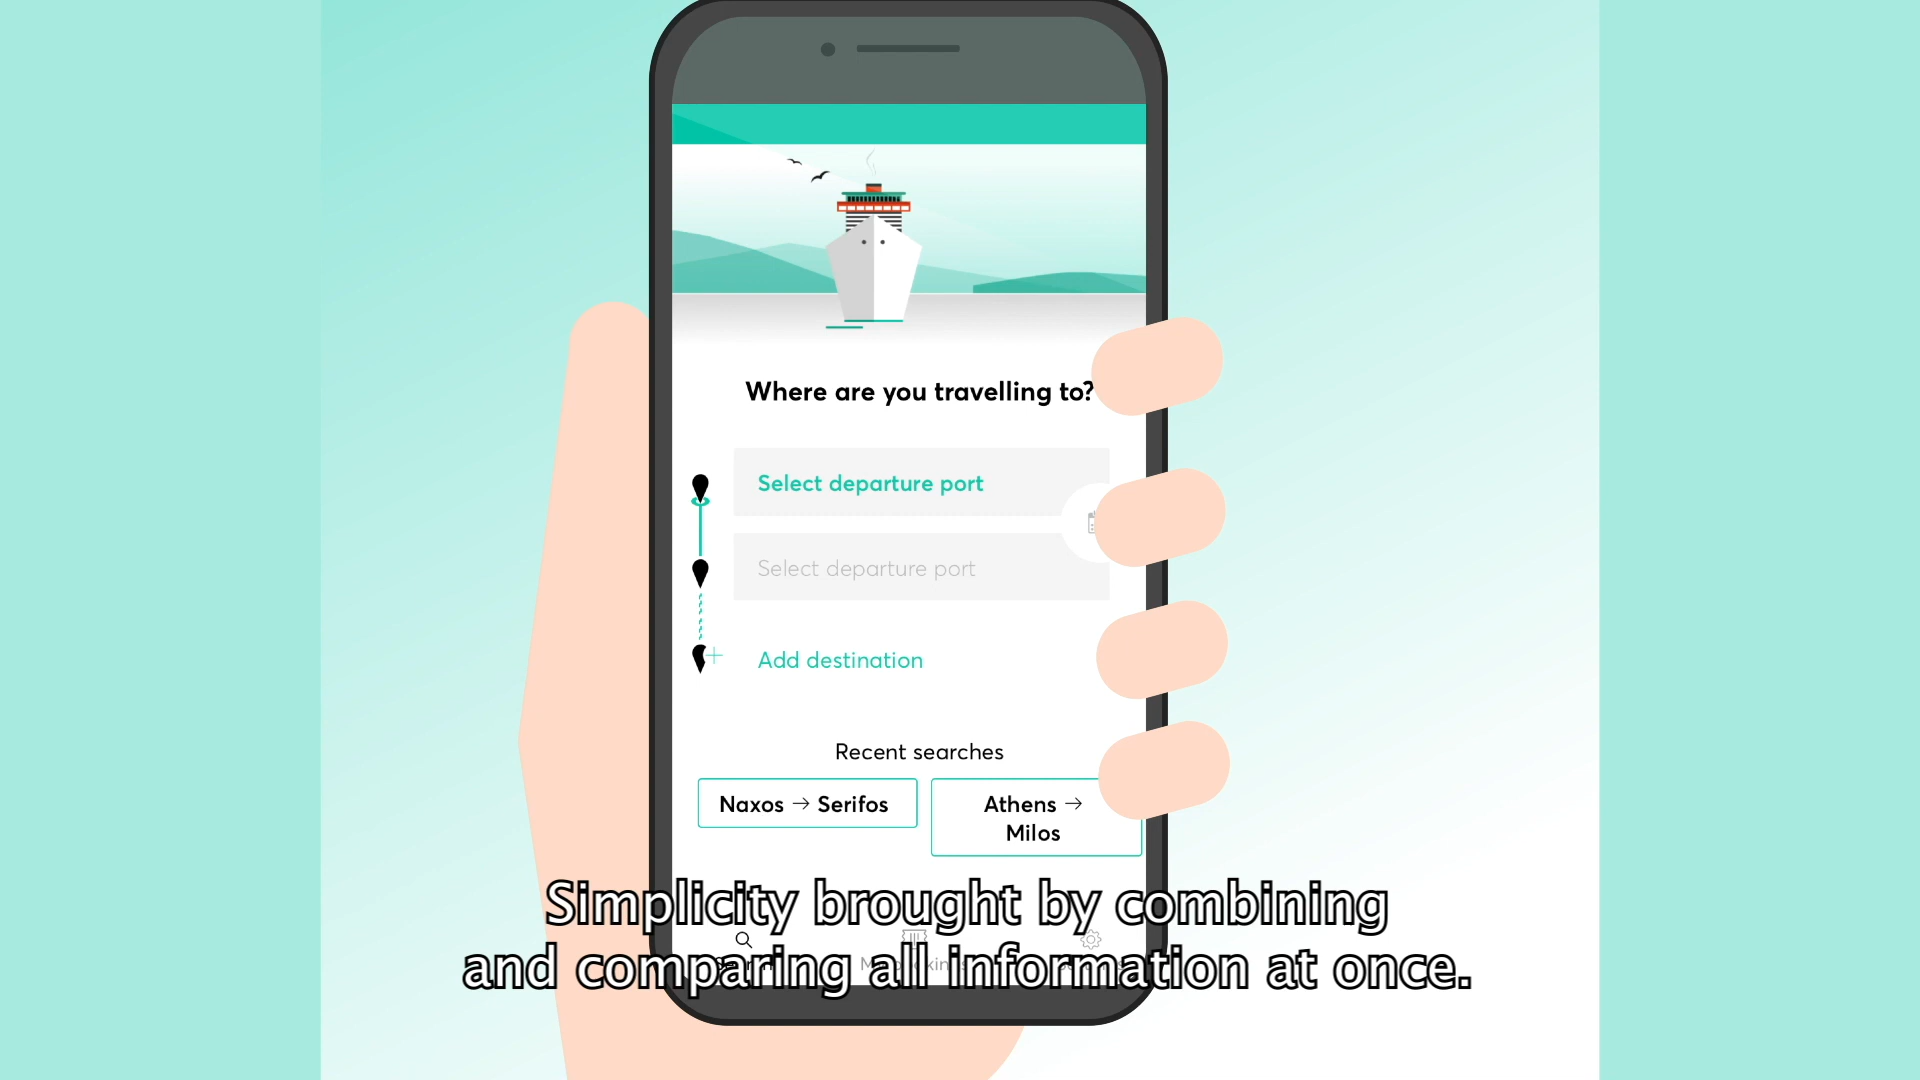 Where are you travelling to?
Select departure port
Select departure port
Add destination
Recent searches
Naxos → Serifos
Athens →
Milos
Simplicity brought by combining
and comparing all information at once.